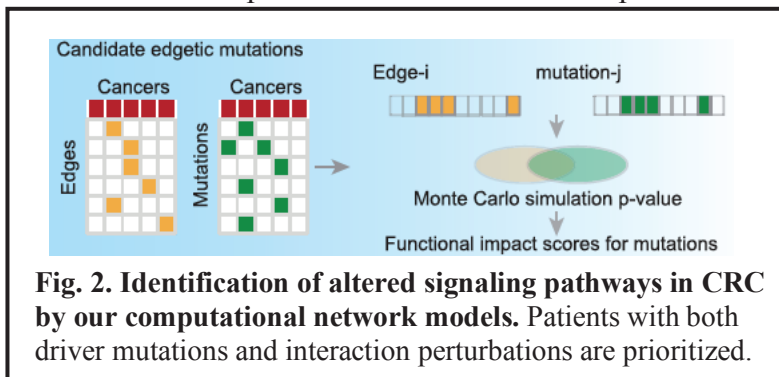 Candidate edgetic mutations
Cancers
Cancers
Edges
Mutations
Edge-i
mutation-j
Monte Carlo simulation p-value
Functional impact scores for mutations
Fig. 2. Identification of altered signaling pathways in CRC
by our computational network models. Patients with both
driver mutations and interaction perturbations are prioritized.